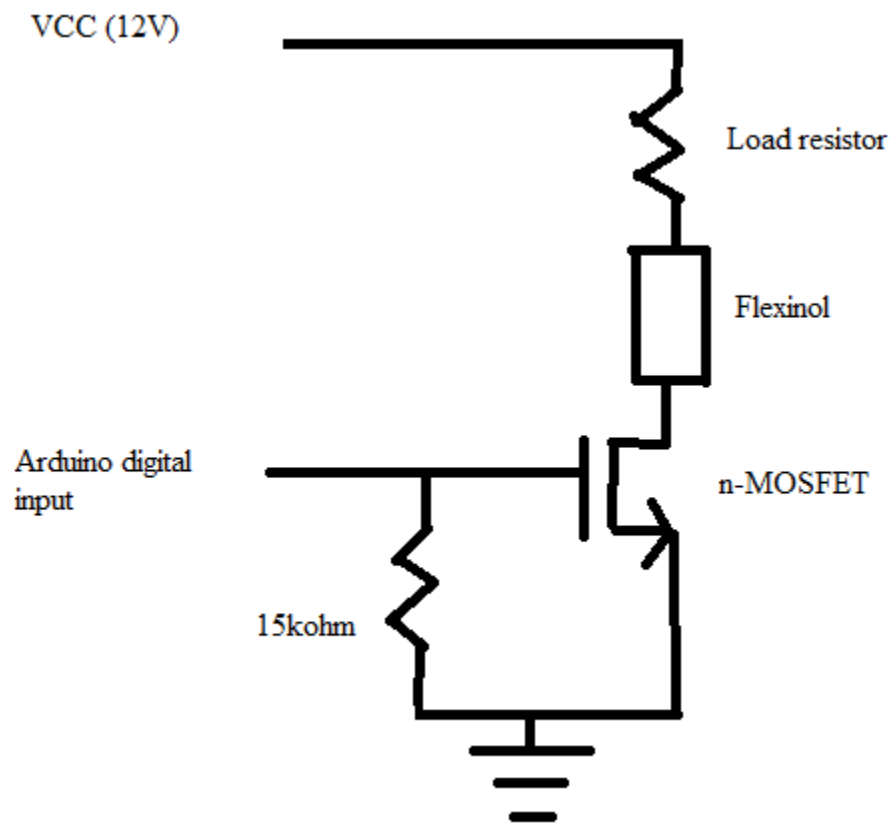 VCC (12V)
Load resistor
Flexinol
Arduino digital
input
n-MOSFET
15kohm